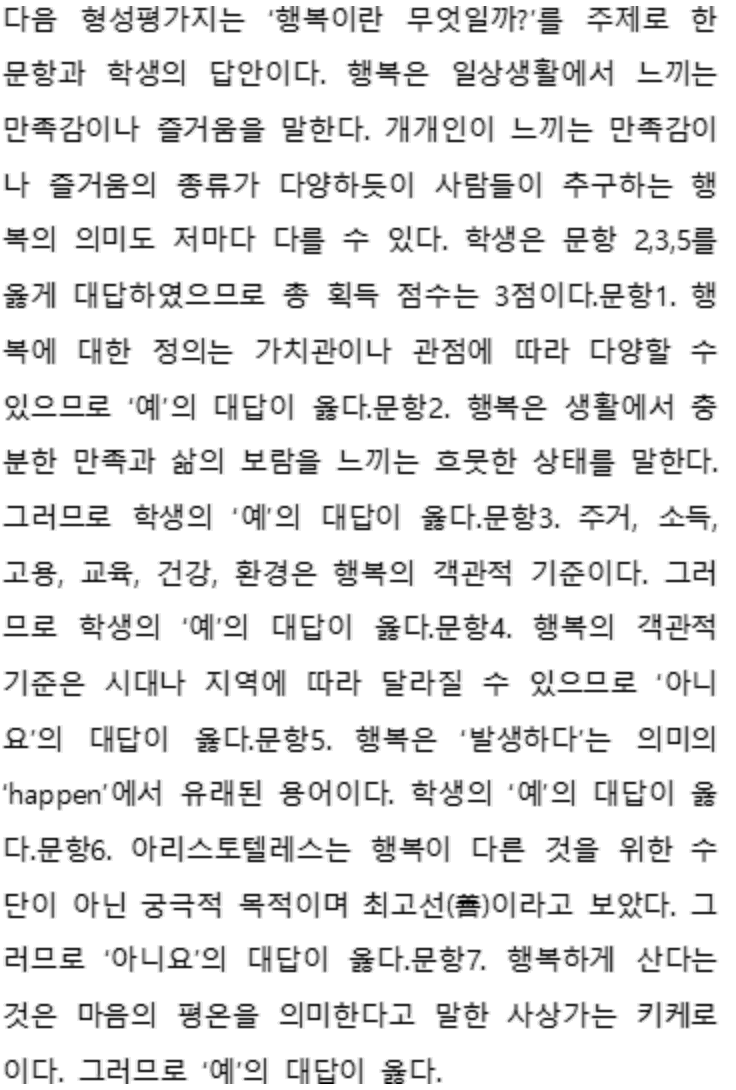 다음 형성평가지는 ‘행복이란 무엇일까?’를 주제로 한
문항과 학생의 답안이다. 행복은 일상생활에서 느끼는
만족감이나 즐거움을 말한다. 개개인이 느끼는 만족감이
나 즐거움의 종류가 다양하듯이 사람들이 추구하는 행
복의 의미도 저마다 다를 수 있다. 학생은 문항 2,3,5를
옳게 대답하였으므로 총 획득 점수는 3점이다.문항1. 행
복에 대한 정의는 가치관이나 관점에 따라 다양할 수
있으므로 ‘예’의 대답이 옳다.문항2. 행복은 생활에서 충
분한 만족과 삶의 보람을 느끼는 흐뭇한 상태를 말한다.
그러므로 학생의 ‘예’의 대답이 옳다.문항3. 주거, 소득,
고용, 교육, 건강, 환경은 행복의 객관적 기준이다. 그러
므로 학생의 ‘예’의 대답이 옳다.문항4. 행복의 객관적
기준은 시대나 지역에 따라 달라질 수 있으므로 ‘아니
요’의 대답이 옳다.문항5. 행복은 ‘발생하다’는 의미의
‘happen’에서 유래된 용어이다. 학생의 ‘예’의 대답이 옳
다.문항6. 아리스토텔레스는 행복이 다른 것을 위한 수
단이 아닌 궁극적 목적이며 최고선(善)이라고 보았다. 그
러므로 ‘아니요’의 대답이 옳다.문항7. 행복하게 산다는
것은 마음의 평온을 의미한다고 말한 사상가는 키케로
이다. 그러므로 ‘예’의 대답이 옳다.